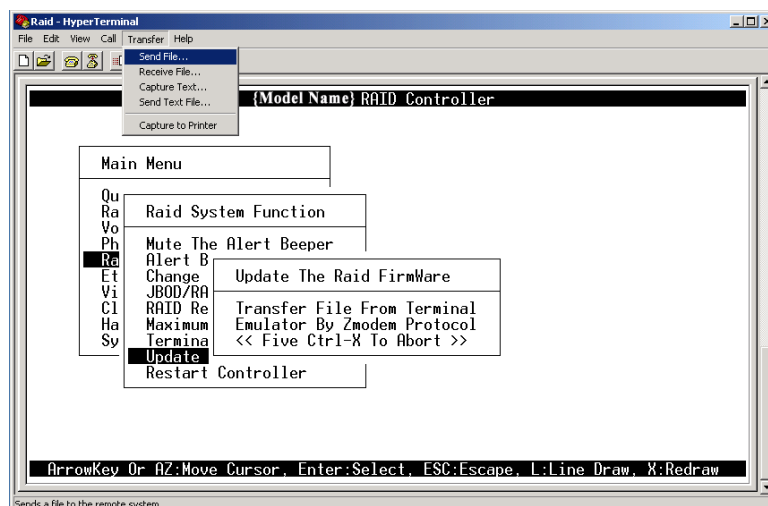 Raid - HyperTerminal
File Edit View Call Transfer Help
Send File...
Receive File...
Capture Text...
Send Text File...
Capture to Printer
{Model Name} RAID Controller
Main Menu
Qu
Ra
Vo
Ph
Ra
Et
Vi
Cl
Ha
Sy
Raid System Function
Mute The Alert Beeper
Alert B
Change
JBOD/RA
RAID Re
Maximum
Termina
Update
Restart Controller
Update The Raid FirmWare
Transfer File From Terminal
Emulator By Zmodem Protocol
<< Five Ctrl-X To Abort >>
ArrowKey Or AZ:Move Cursor, Enter:Select, ESC:Escape, L:Line Draw, X:Redraw
Sends a file to the remote system